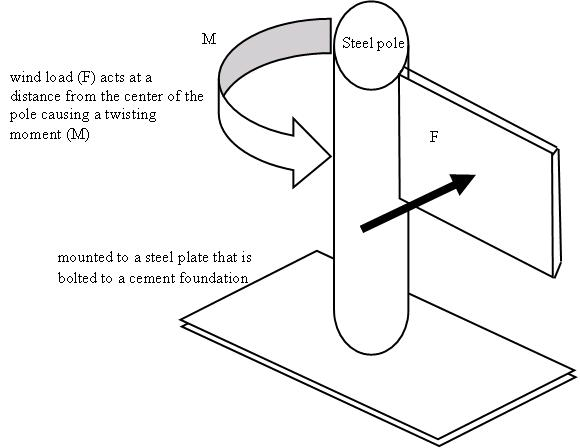 M
Steel pole
wind load (F) acts at a
distance from the center of the
pole causing a twisting
moment (M)
F
mounted to a steel plate that is
bolted to a cement foundation